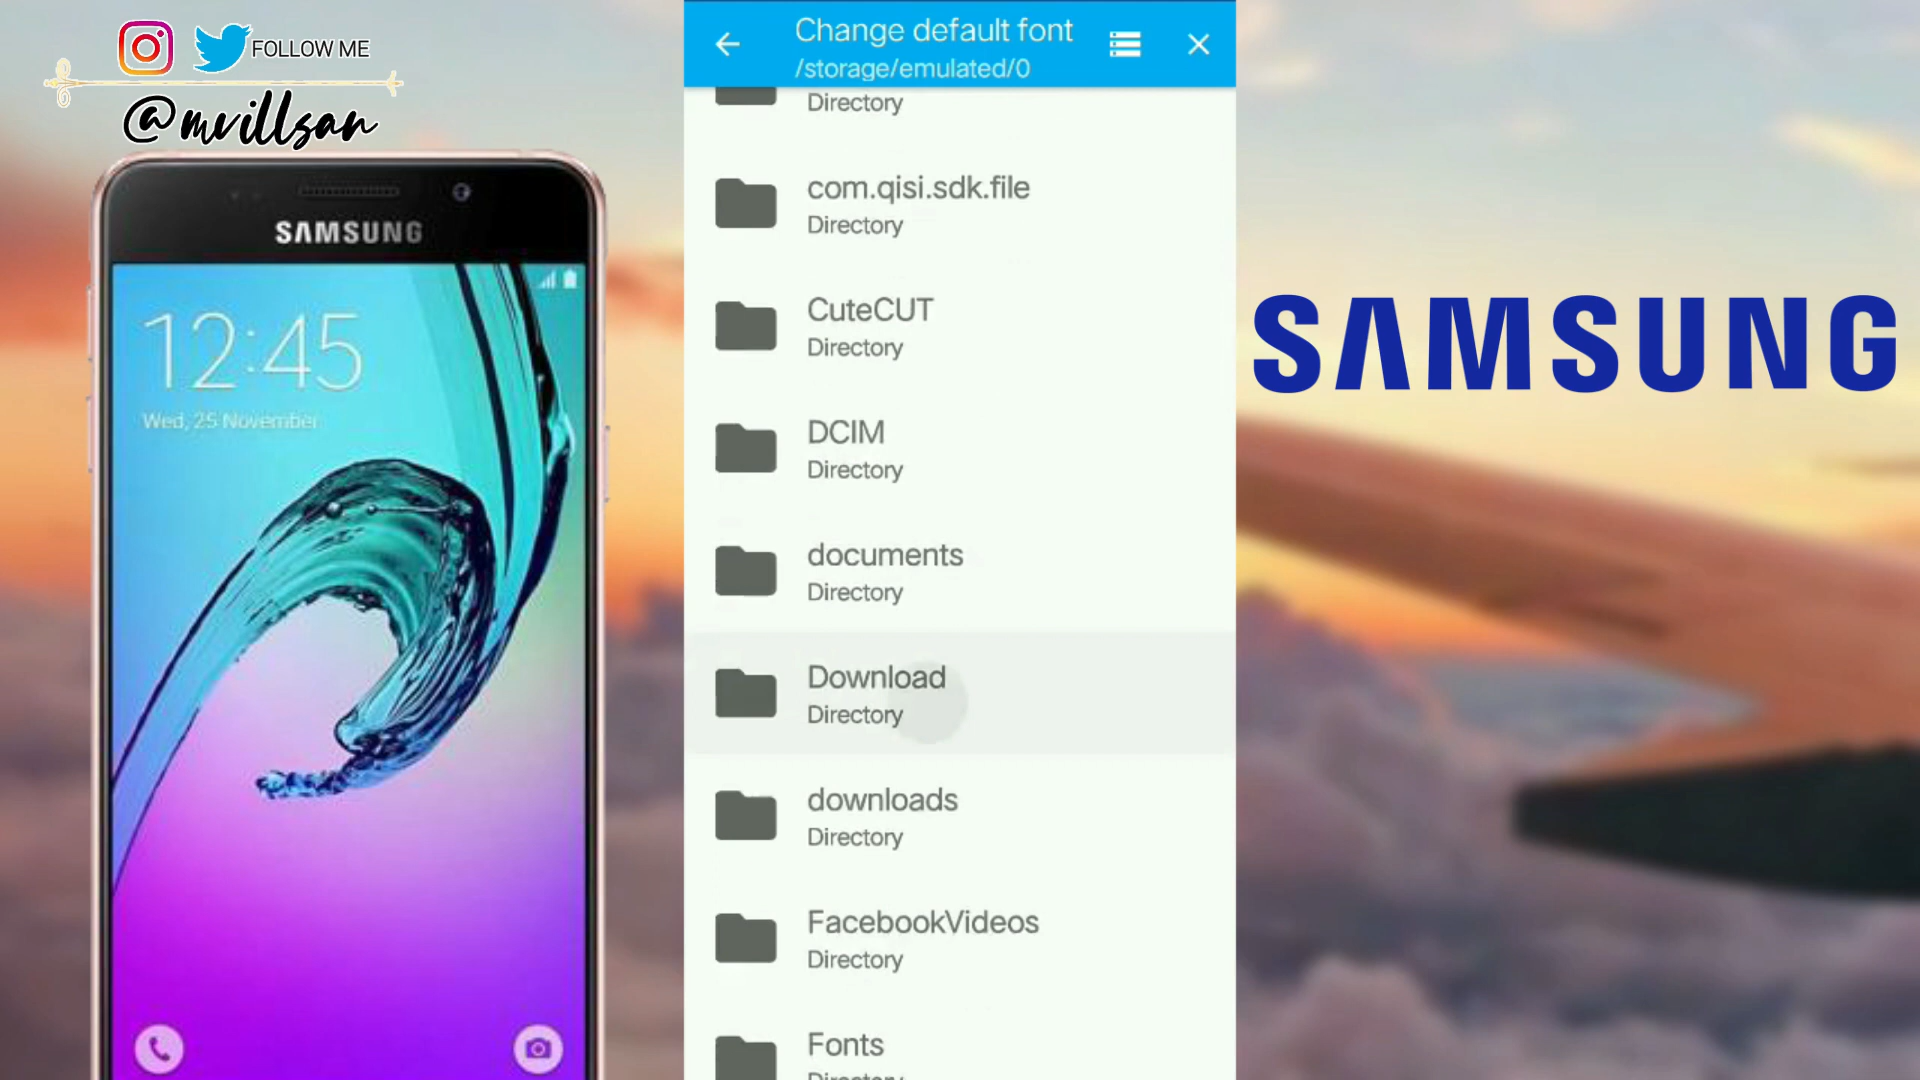 FOLLOW ME
@mvillsan
SAMSUNG
12:45
Wed, 25 November
Change default font
/storage/emulated/0
Directory
com.qisi.sdk.file
Directory
CuteCUT
Directory
DCIM
Directory
documents
Directory
Download
Directory
downloads
Directory
FacebookVideos
Directory
Fonts
Directory
SAMSUNG